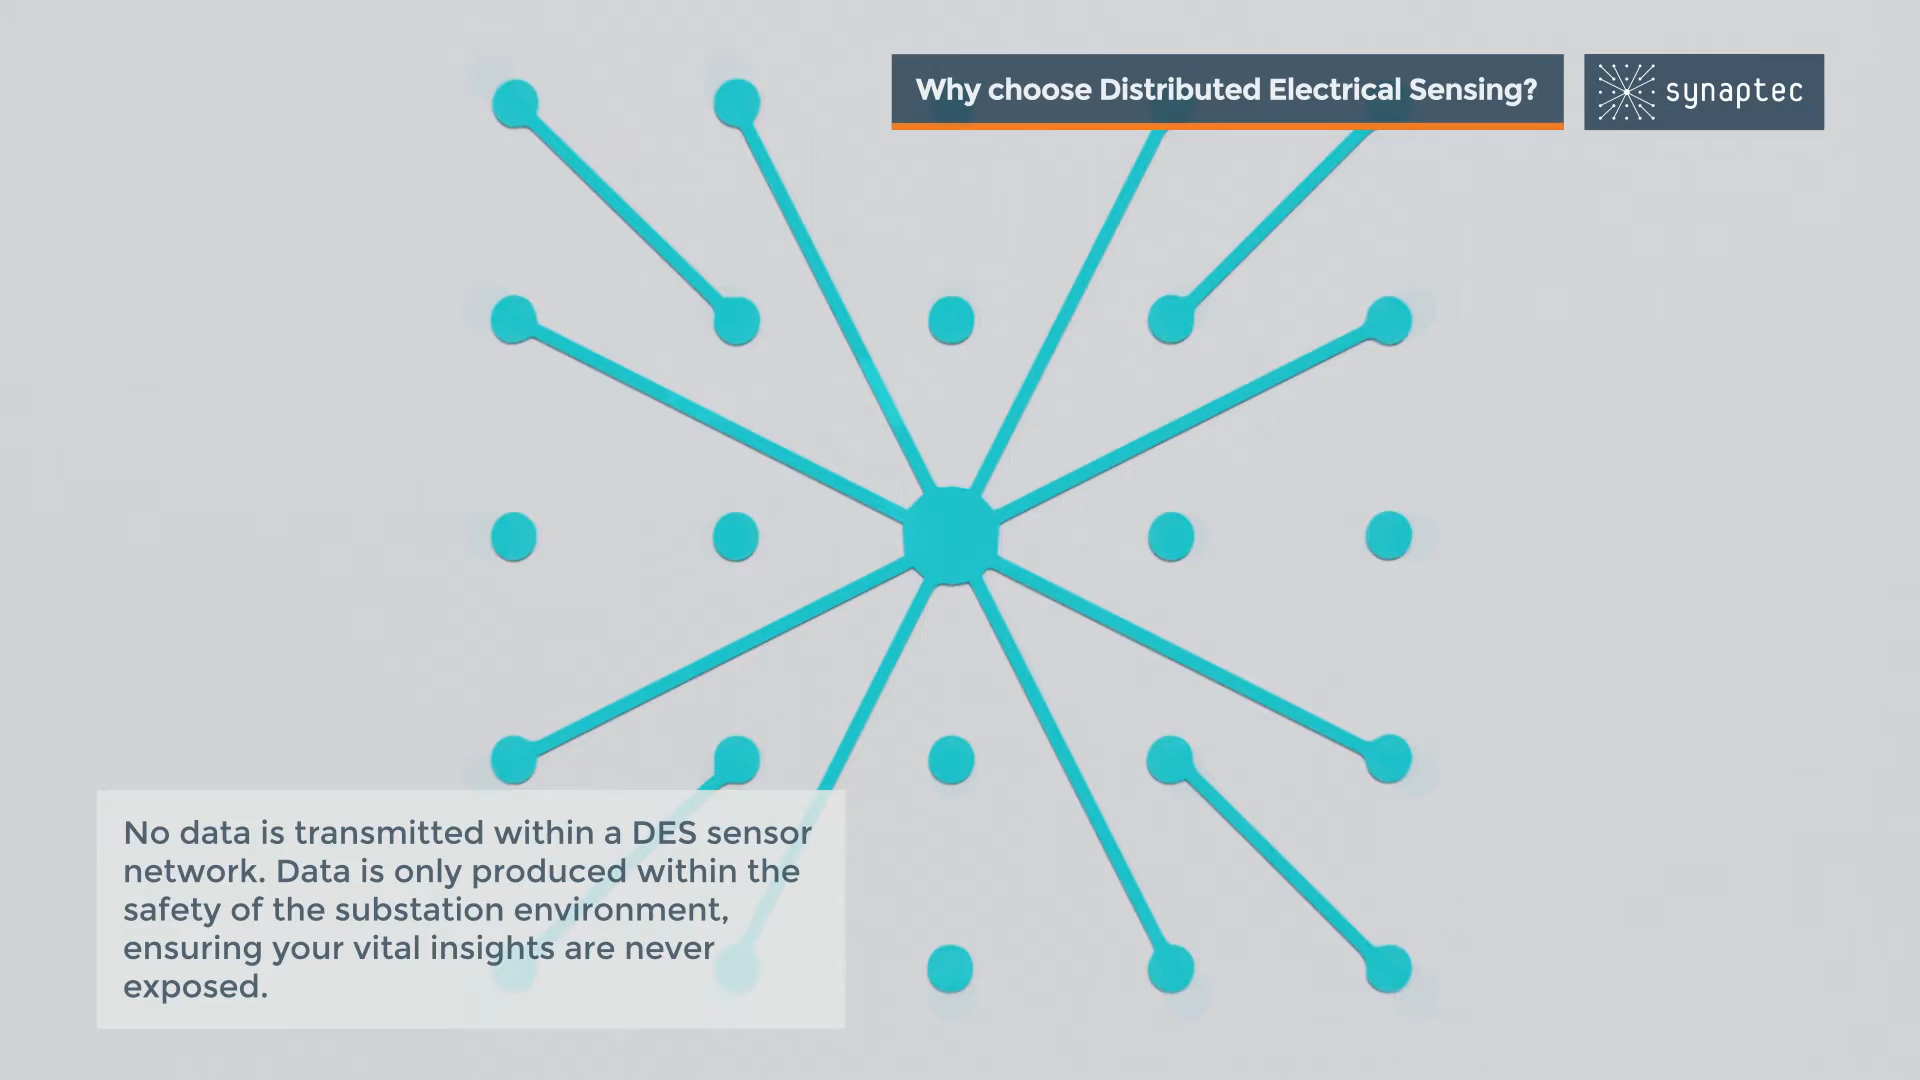 Why choose Distributed Electrical Sensing?
synaptec
No data is transmitted within a DES sensor
network. Data is only produced within the
safety of the substation environment,
ensuring your vital insights are never
exposed.